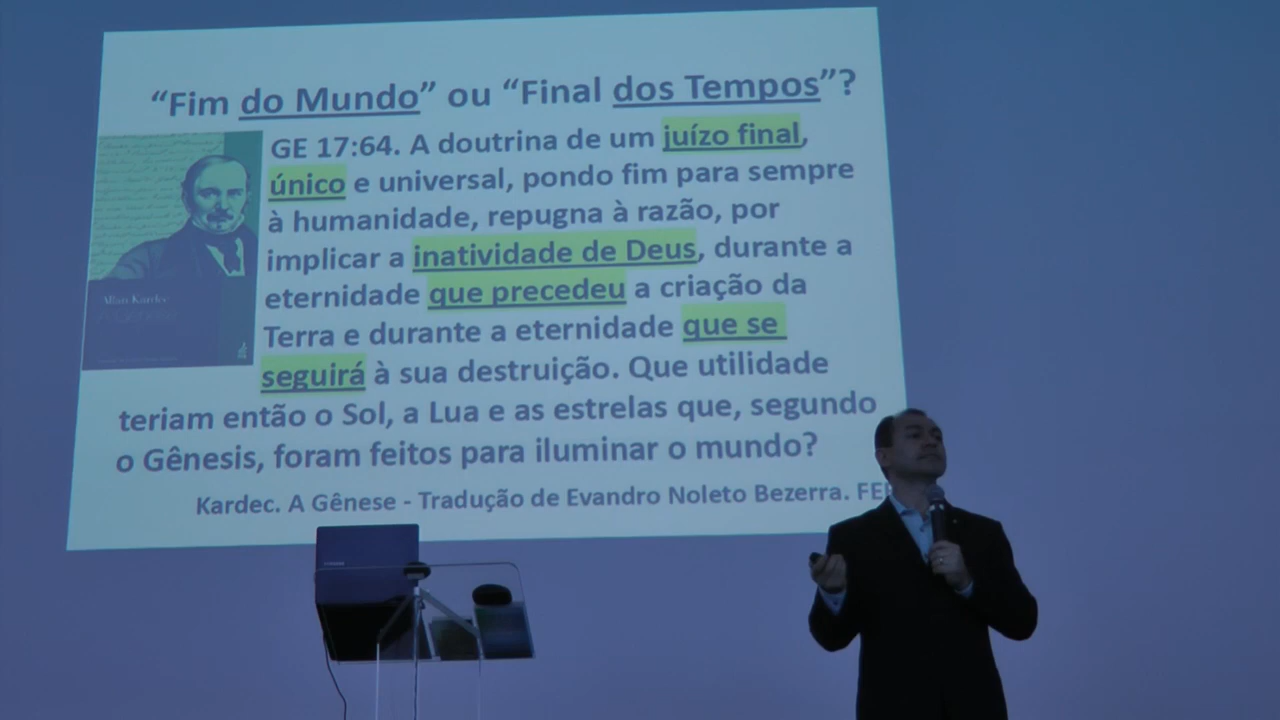 “Fim do Mundo” ou “Final dos Tempos”?
GE 17:64. A doutrina de um juízo final,
único e universal, pondo fim para sempre
à humanidade, repugna à razão, por
implicar a inatividade de Deus, durante a
eternidade que precedeu a criação da
Terra e durante a eternidade que se
seguirá à sua destruição. Que utilidade
teriam então o Sol, a Lua e as estrelas que, segundo
o Gênesis, foram feitos para iluminar o mundo?
Allan Kardec
A Gênese
Kardec. A Gênese - Tradução de Evandro Noleto Bezerra. FE